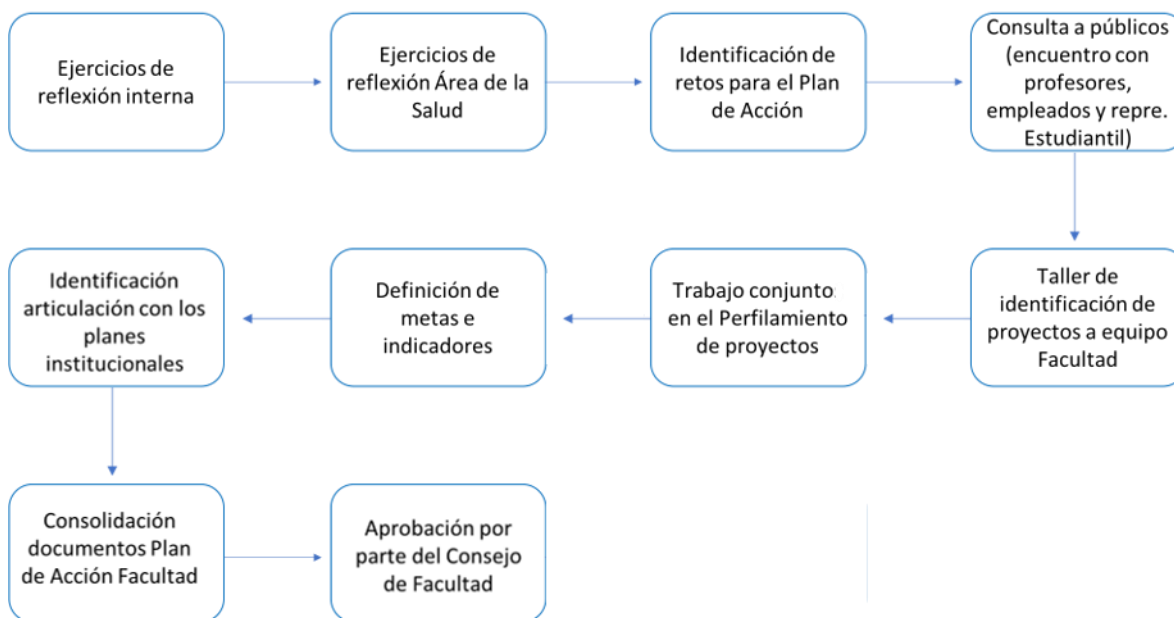 Ejercicios de
reflexión interna
Ejercicios de
reflexión Área de la
Salud
Identificación de
retos para el Plan de
Acción
Consulta a públicos
(encuentro con
profesores,
empleados y repre.
Estudiantil)
Taller de
identificación de
proyectos a equipo
Facultad
Trabajo conjunto
en el Perfilamiento
de proyectos
Definición de
metas e
indicadores
Identificación
articulación con los
planes
institucionales
Consolidación
documentos Plan
de Acción Facultad
Aprobación por
parte del Consejo
de Facultad